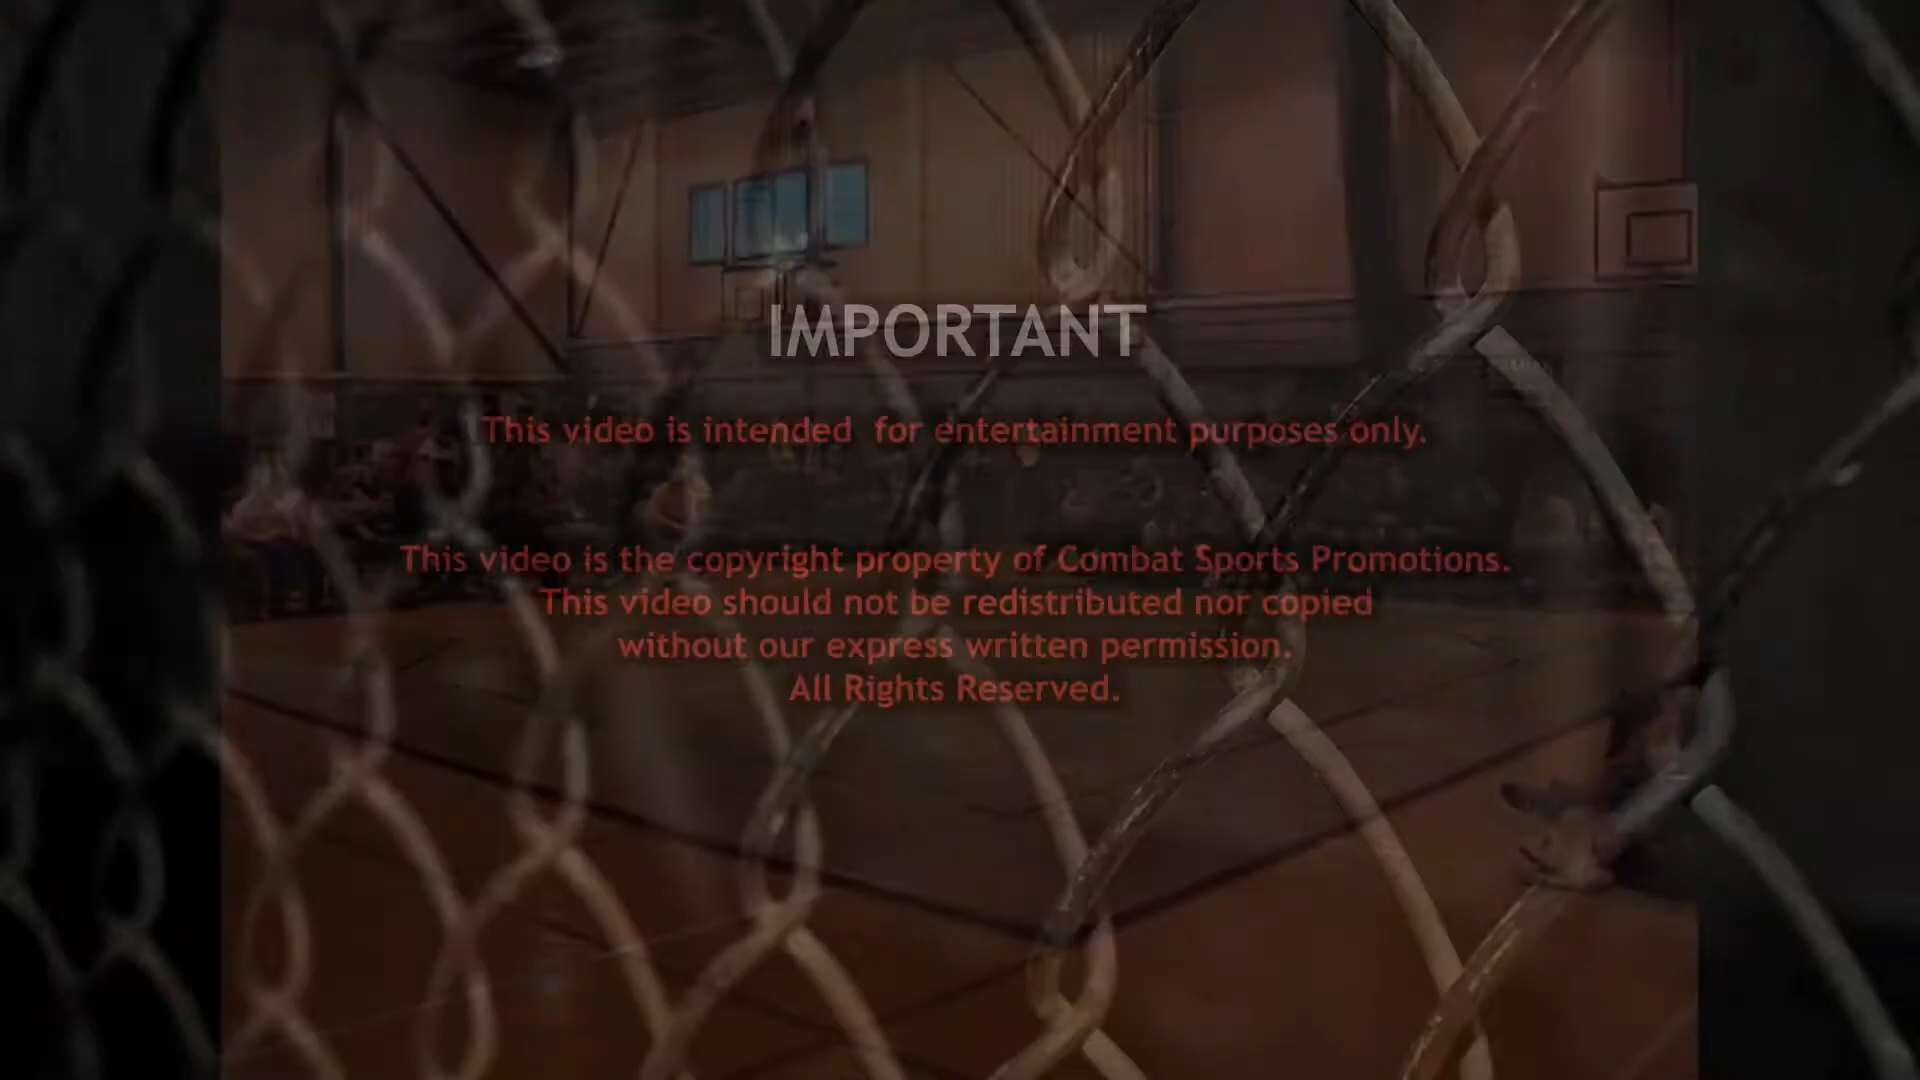 IMPORTANT
This video is intended for entertainment purposes only.
This video is the copyright property of Combat Sports Promotions.
This video should not be redistributed nor copied
without our express written permission.
All Rights Reserved.